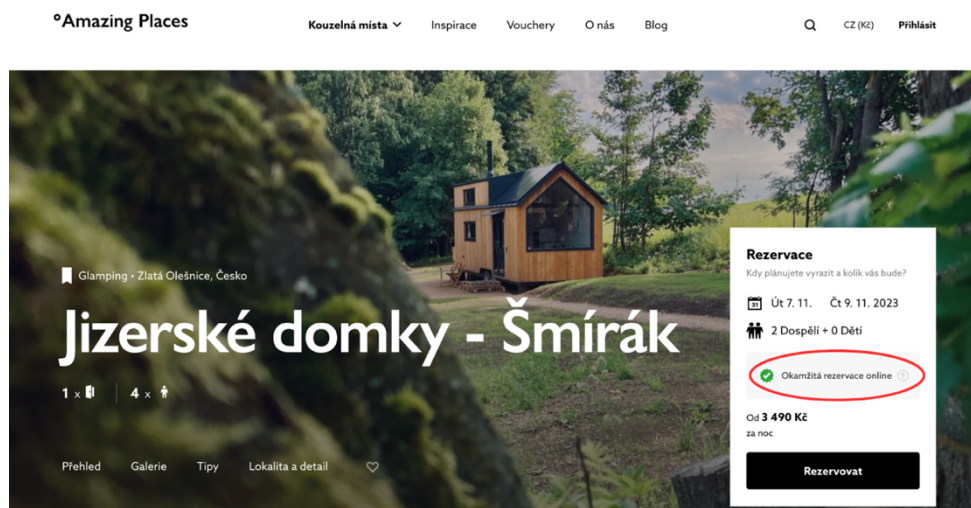 °Amazing Places
Kouzelná místa Inspirace Vouchery O nás Blog CZ (Kč) Přihlásit
Glamping • Zlatá Olešnice, Česko
Jizerské domky - Šmírák
1 x 4 x
Přehled Galerie Tipy Lokalita a detail
Rezervace
Kdy plánujete vyrazit a kolik vás bude?
31 Út 7. 11. Čt 9. 11. 2023
2 Dospělí + 0 Dětí
Okamžitá rezervace online ?
Od 3 490 Kč
za noc
Rezervovat